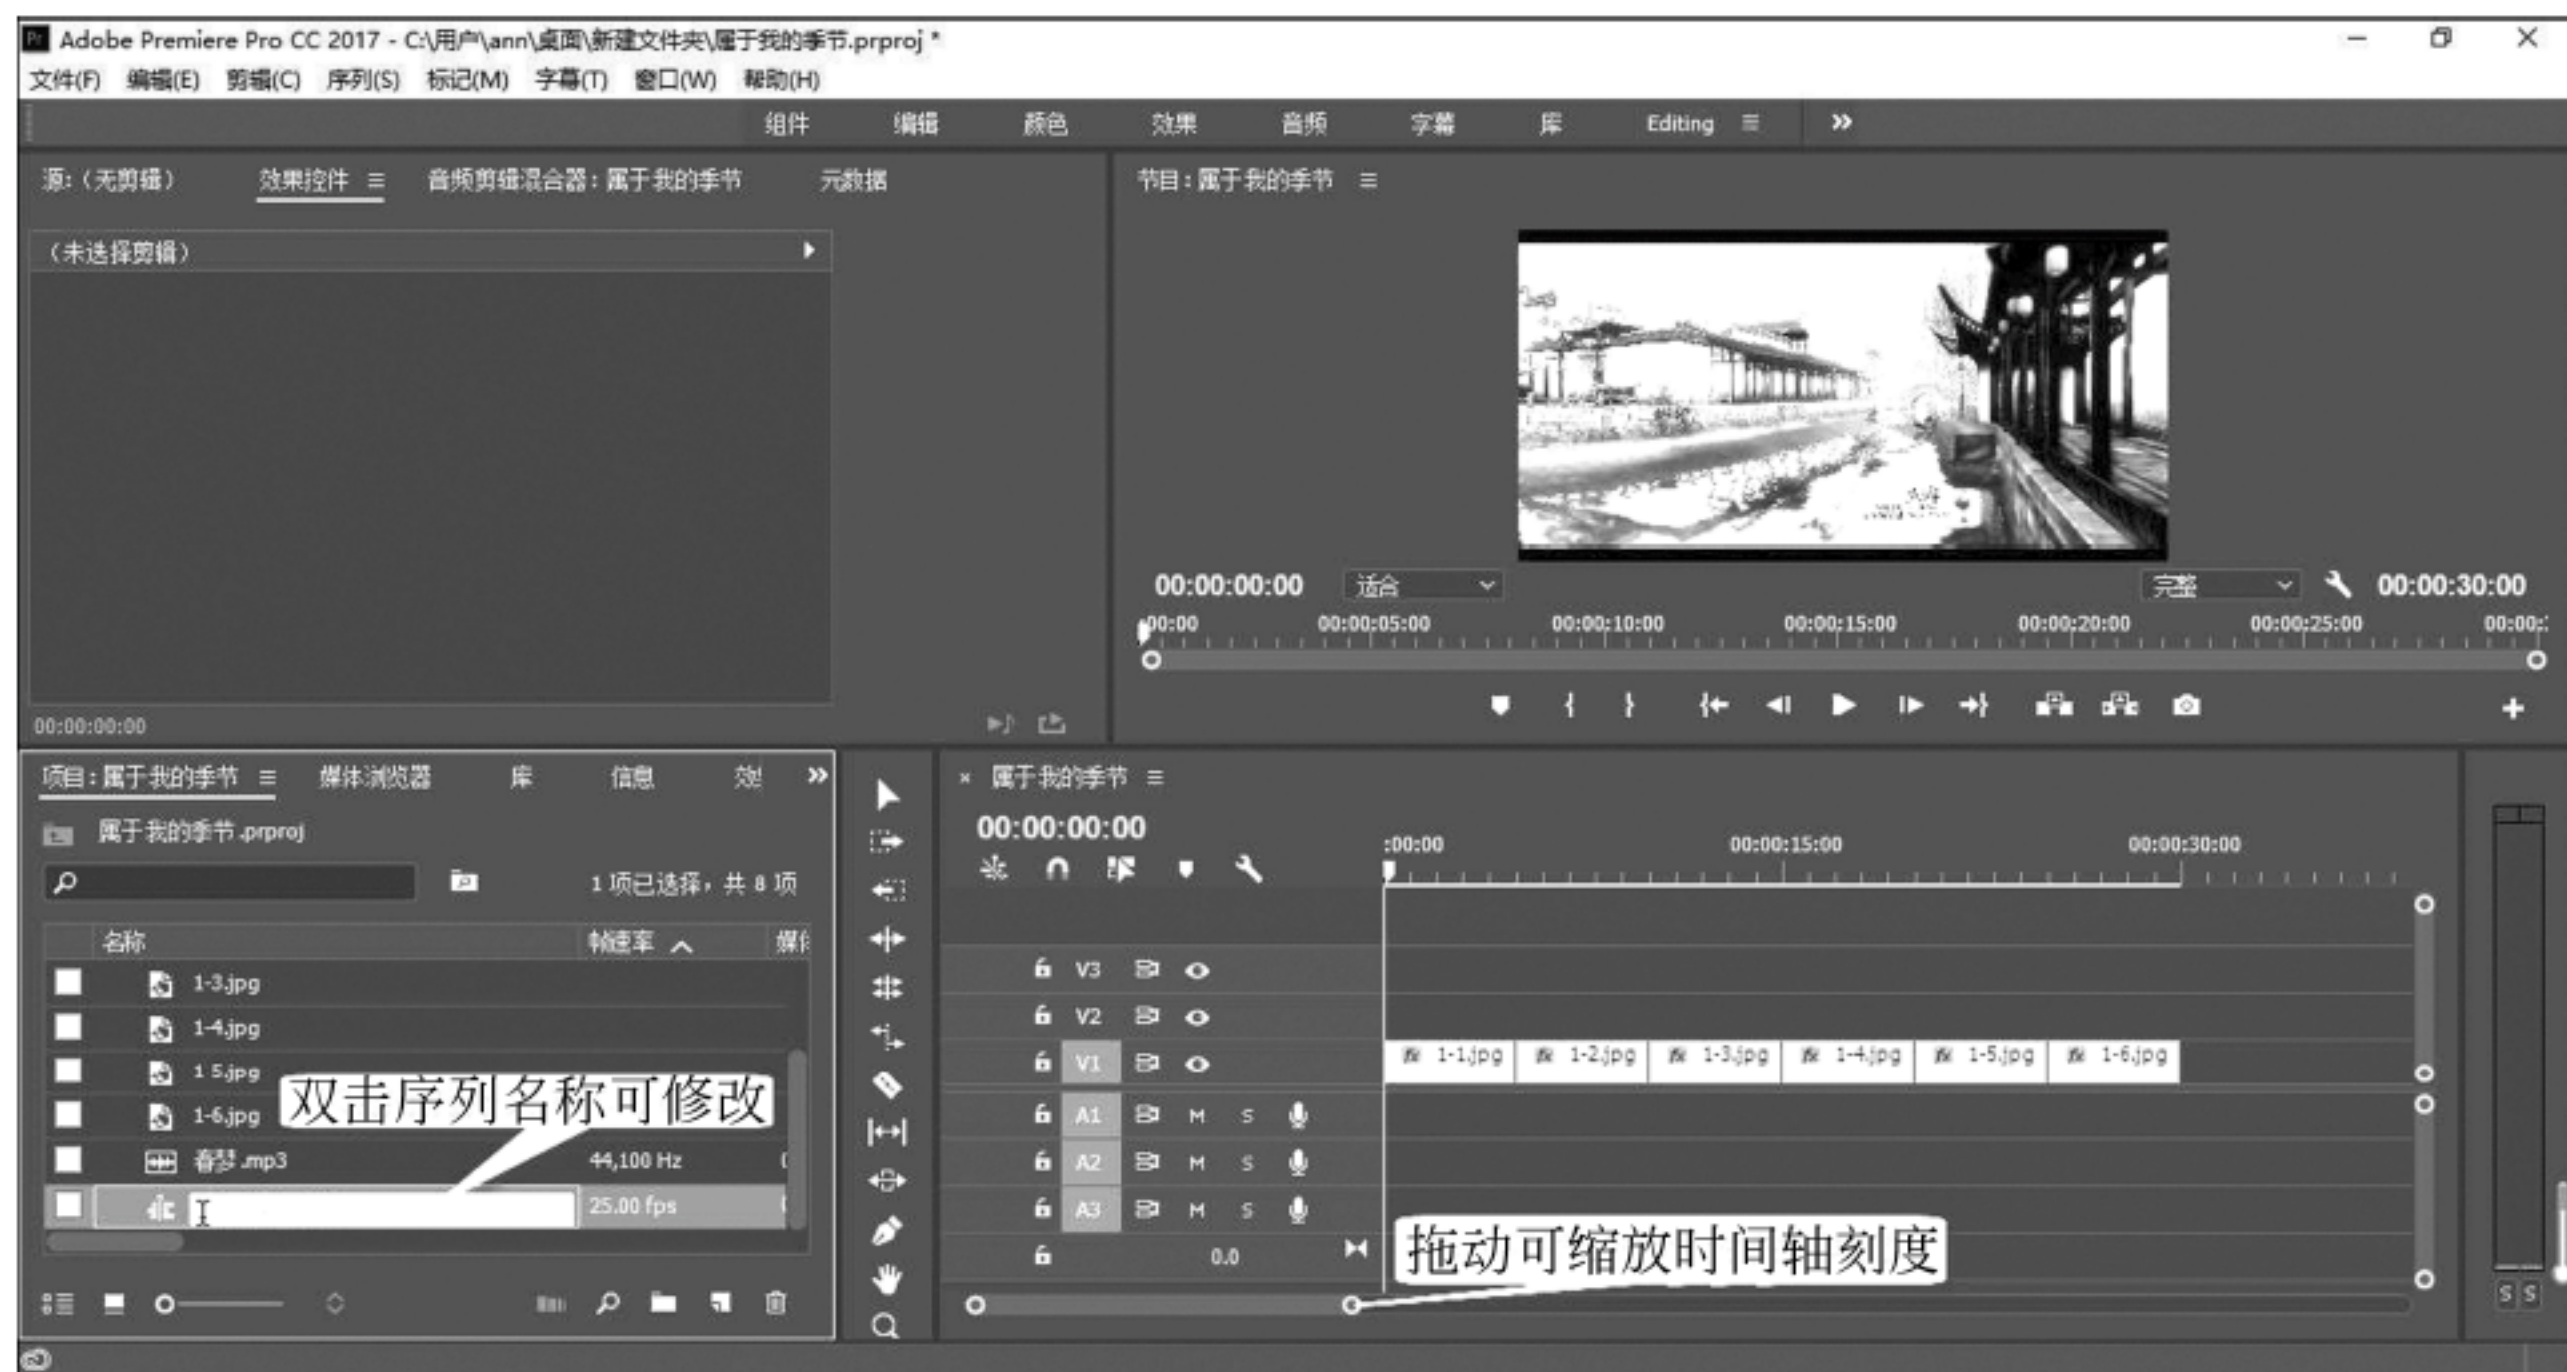 Adobe Premiere Pro CC 2017 - C:\用户\ann\桌面\新建文件夹\属于我的季节.prproj *
文件(F) 编辑(E) 剪辑(C) 序列(S) 标记(M) 字幕(T) 窗口(W) 帮助(H)
组件 编辑 颜色 效果 音频 字幕 库 Editing
源:（无剪辑） 效果控件 音频剪辑混合器:属于我的季节 元数据
（未选择剪辑）
00:00:00:00
节目:属于我的季节
00:00:00:00 适合 完整 00:00:30:00
:00:00 00:00:05:00 00:00:10:00 00:00:15:00 00:00:20:00 00:00:25:00 00:00:
项目:属于我的季节 媒体浏览器 库 信息 效
属于我的季节.prproj
1 项已选择，共 8 项
名称 帧速率 媒
1-3.jpg
1-4.jpg
1 5.jpg
1-6.jpg
双击序列名称可修改
春梦.mp3 44,100 Hz
25.00 fps
属于我的季节
00:00:00:00
:00:00 00:00:15:00 00:00:30:00
V3
V2
V1 1-1.jpg 1-2.jpg 1-3.jpg 1-4.jpg 1-5.jpg 1-6.jpg
A1 M S
A2 M S
A3 M S
0.0
拖动可缩放时间轴刻度
S S